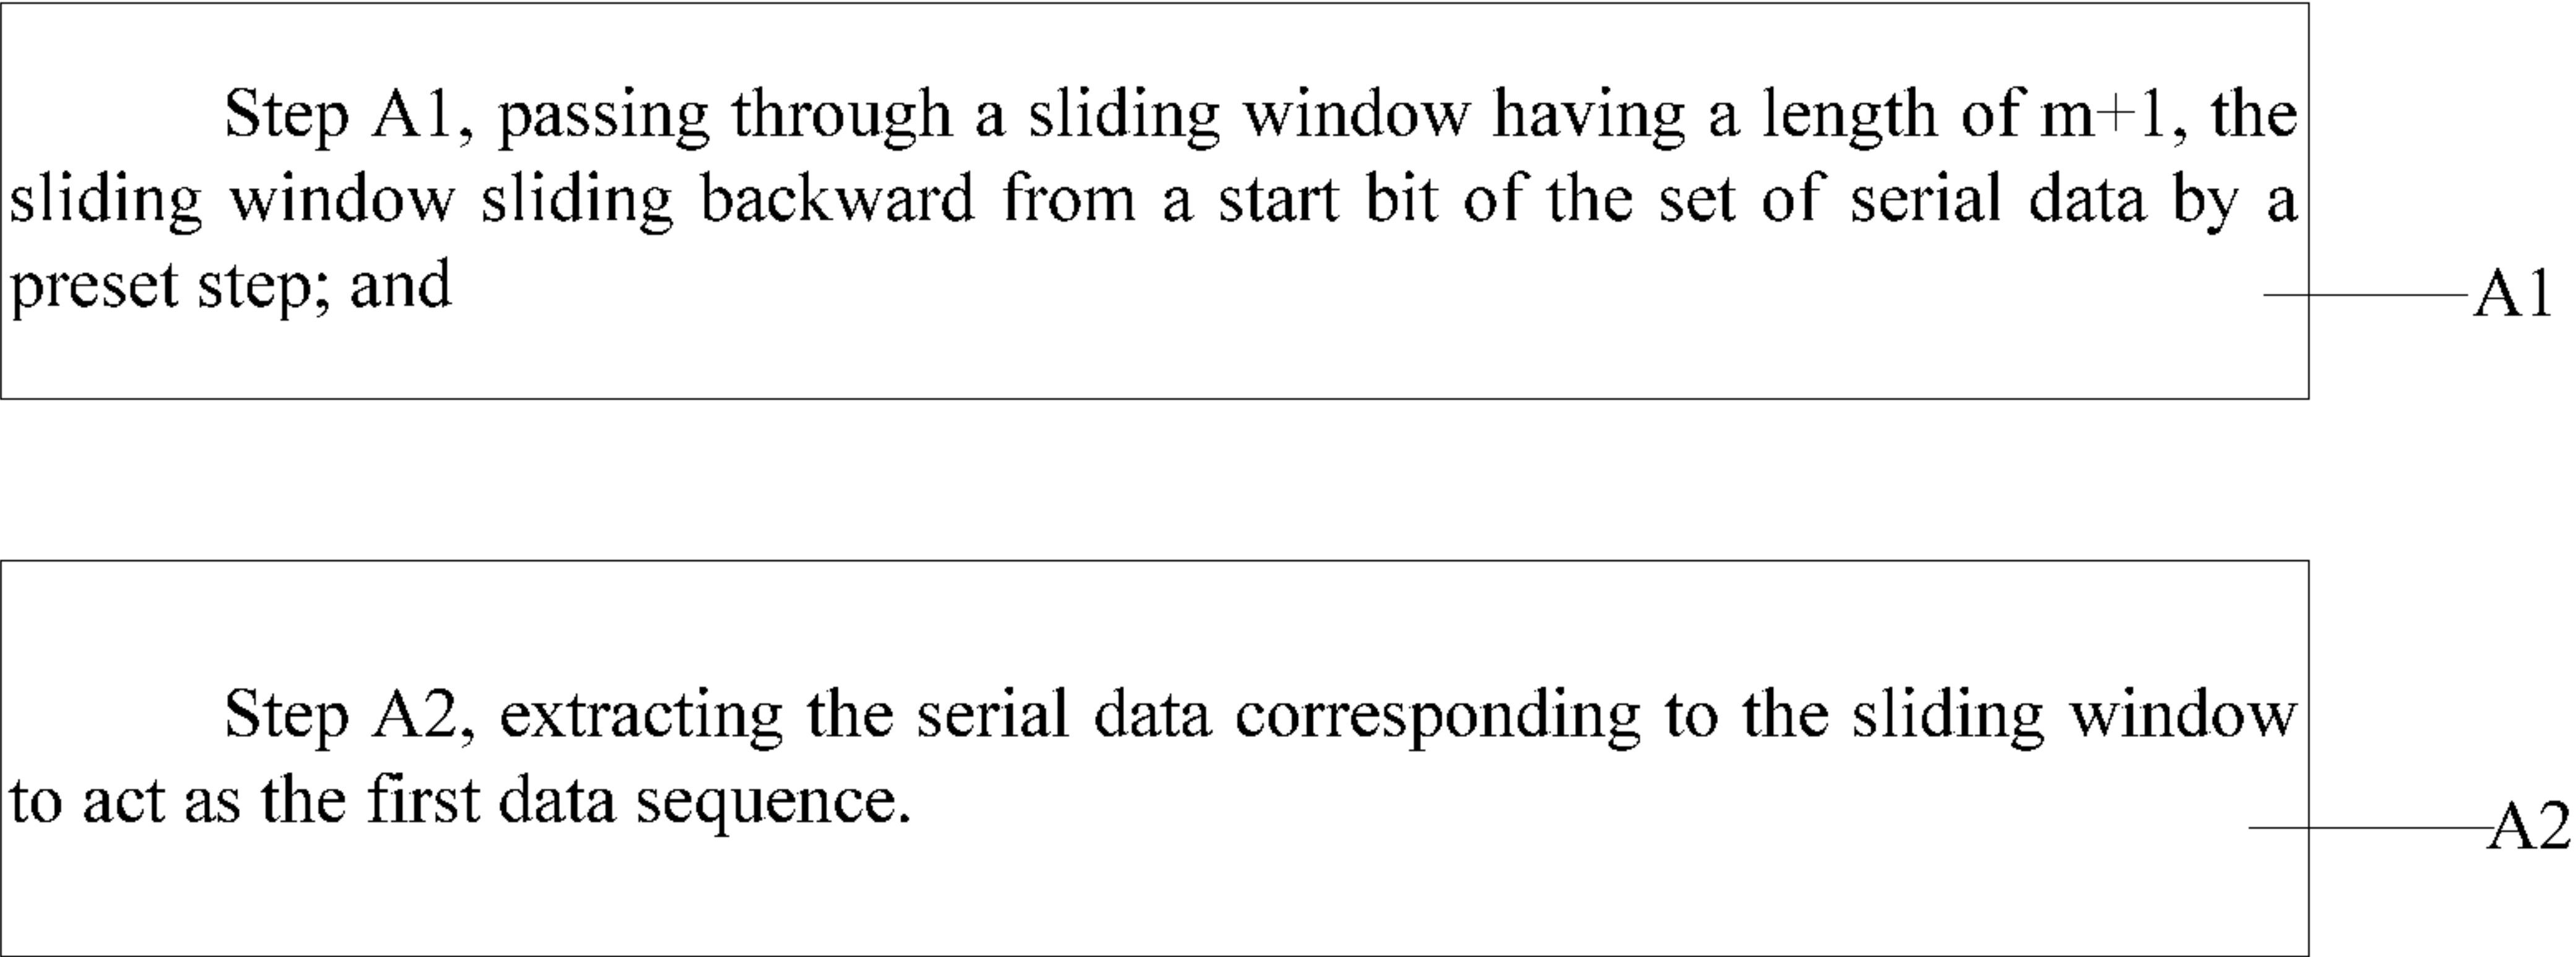 Step A1, passing through a sliding window having a length of m+1, the
sliding window sliding backward from a start bit of the set of serial data by a
preset step; and
A1
Step A2, extracting the serial data corresponding to the sliding window
to act as the first data sequence.
A2